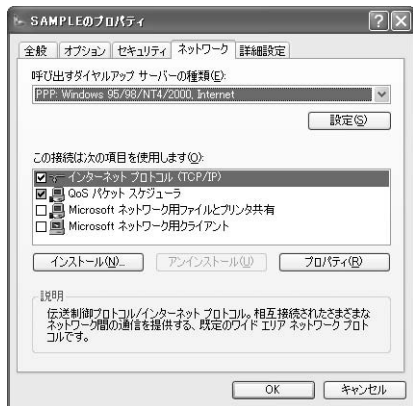 SAMPLEのプロパティ
全般 オプション セキュリティ ネットワーク 詳細設定
呼び出すダイヤルアップ サーバーの種類(E):
PPP: Windows 95/98/NT4/2000, Internet
設定(S)
この接続は次の項目を使用します(O):
インターネット プロトコル (TCP/IP)
QoS パケット スケジューラ
Microsoft ネットワーク用ファイルとプリンタ共有
Microsoft ネットワーク用クライアント
インストール(N)... アンインストール(U) プロパティ(R)
説明
伝送制御プロトコル/インターネット プロトコル。相互接続されたさまざまな
ネットワーク間の通信を提供する、既定のワイド エリア ネットワーク プロト
コルです。
OK キャンセル